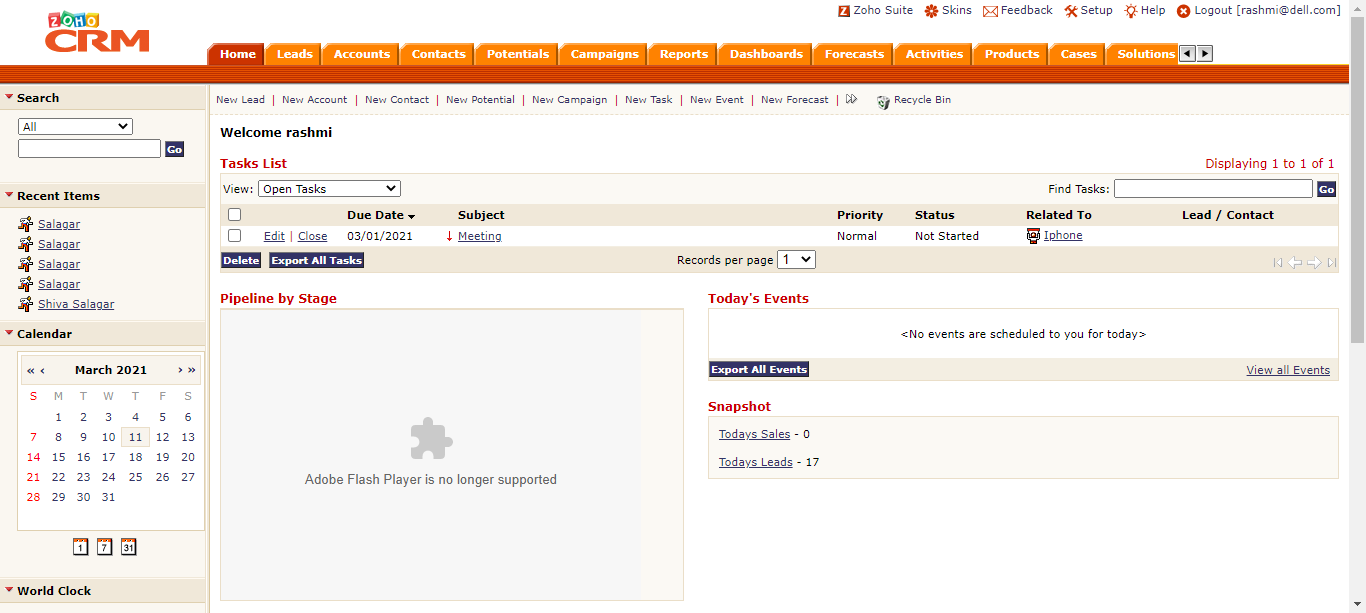 ZOHO
CRM
Zoho Suite Skins Feedback Setup Help Logout [rashmi@dell.com]
Home Leads Accounts Contacts Potentials Campaigns Reports Dashboards Forecasts Activities Products Cases Solutions
Search
All
Go
Recent Items
Salagar
Salagar
Salagar
Salagar
Shiva Salagar
Calendar
« ‹ March 2021 › »
S M T W T F S
1 2 3 4 5 6
7 8 9 10 11 12 13
14 15 16 17 18 19 20
21 22 23 24 25 26 27
28 29 30 31
1 7 31
World Clock
New Lead | New Account | New Contact | New Potential | New Campaign | New Task | New Event | New Forecast | Recycle Bin
Welcome rashmi
Tasks List Displaying 1 to 1 of 1
View: Open Tasks Find Tasks: Go
Due Date Subject Priority Status Related To Lead / Contact
Edit | Close 03/01/2021 Meeting Normal Not Started Iphone
Delete Export All Tasks Records per page 1
Pipeline by Stage
Adobe Flash Player is no longer supported
Today's Events
<No events are scheduled to you for today>
Export All Events View all Events
Snapshot
Todays Sales - 0
Todays Leads - 17